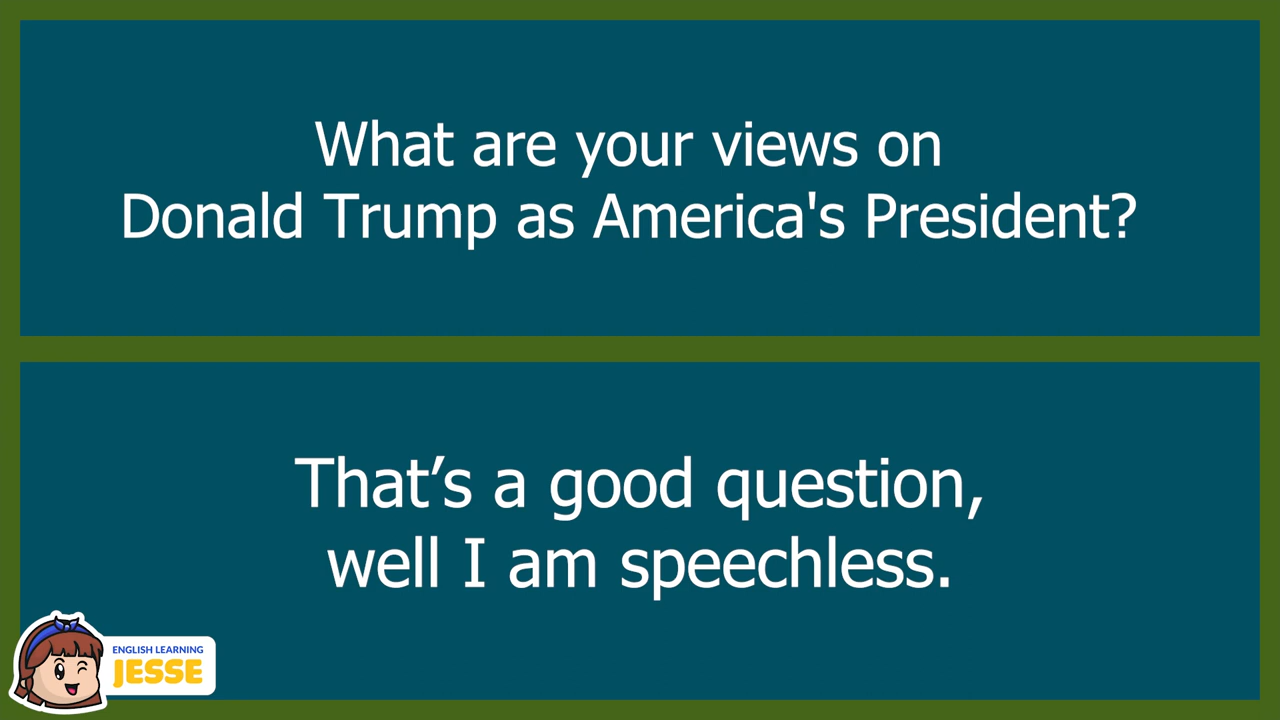 What are your views on
Donald Trump as America's President?
That’s a good question,
well I am speechless.
ENGLISH LEARNING
JESSE